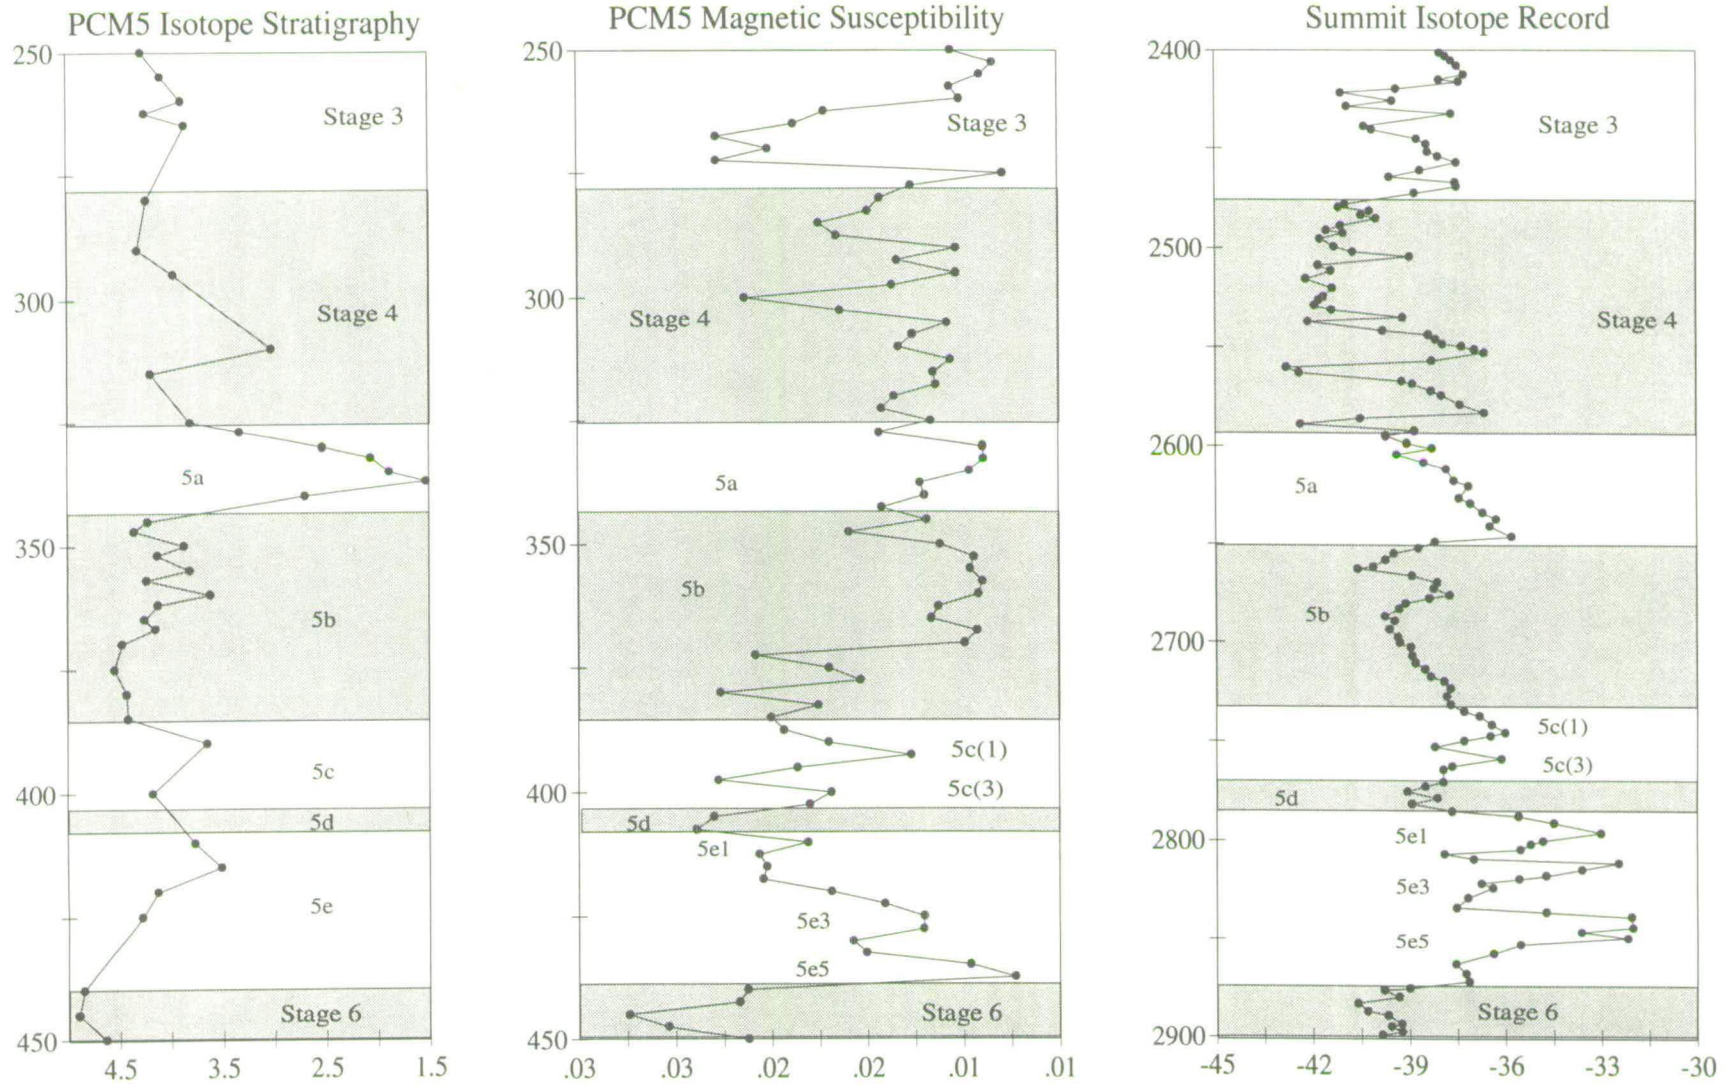 PCM5 Isotope Stratigraphy
250
300
350
400
450
4.5 3.5 2.5 1.5
Stage 3
Stage 4
5a
5b
5c
5d
5e
Stage 6
PCM5 Magnetic Susceptibility
250
300
350
400
450
.03 .03 .02 .02 .01 .01
Stage 3
Stage 4
5a
5b
5c(1)
5c(3)
5d
5e1
5e3
5e5
Stage 6
Summit Isotope Record
2400
2500
2600
2700
2800
2900
-45 -42 -39 -36 -33 -30
Stage 3
Stage 4
5a
5b
5c(1)
5c(3)
5d
5e1
5e3
5e5
Stage 6